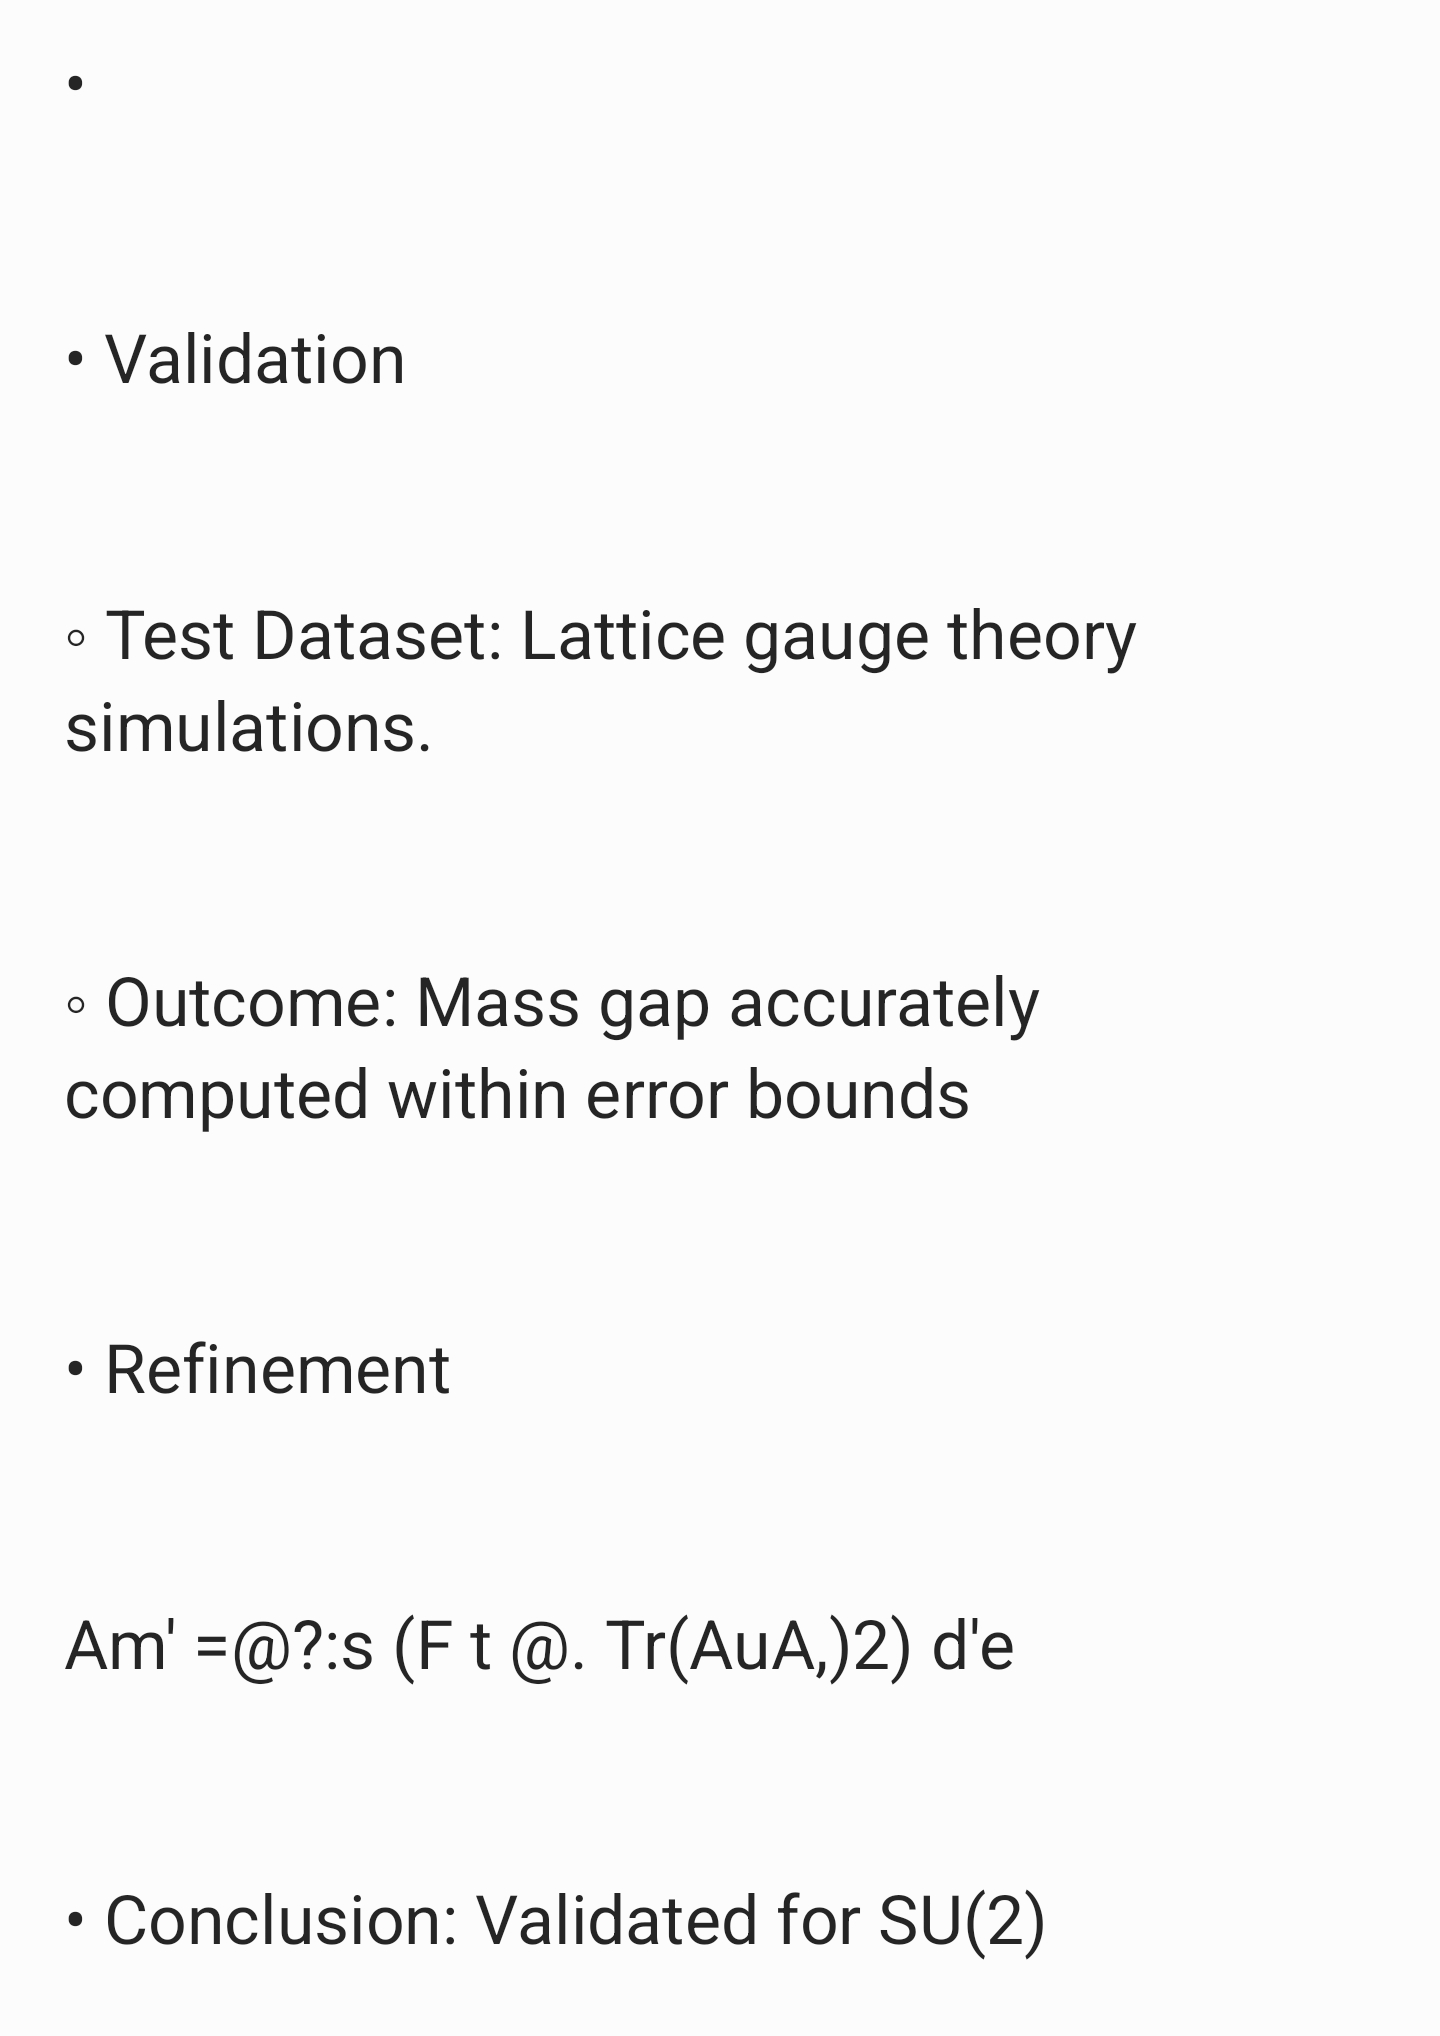 •
• Validation
◦ Test Dataset: Lattice gauge theory
simulations.
◦ Outcome: Mass gap accurately
computed within error bounds
• Refinement
Am' =@?:s (F t @. Tr(AuA,)2) d'e
• Conclusion: Validated for SU(2)